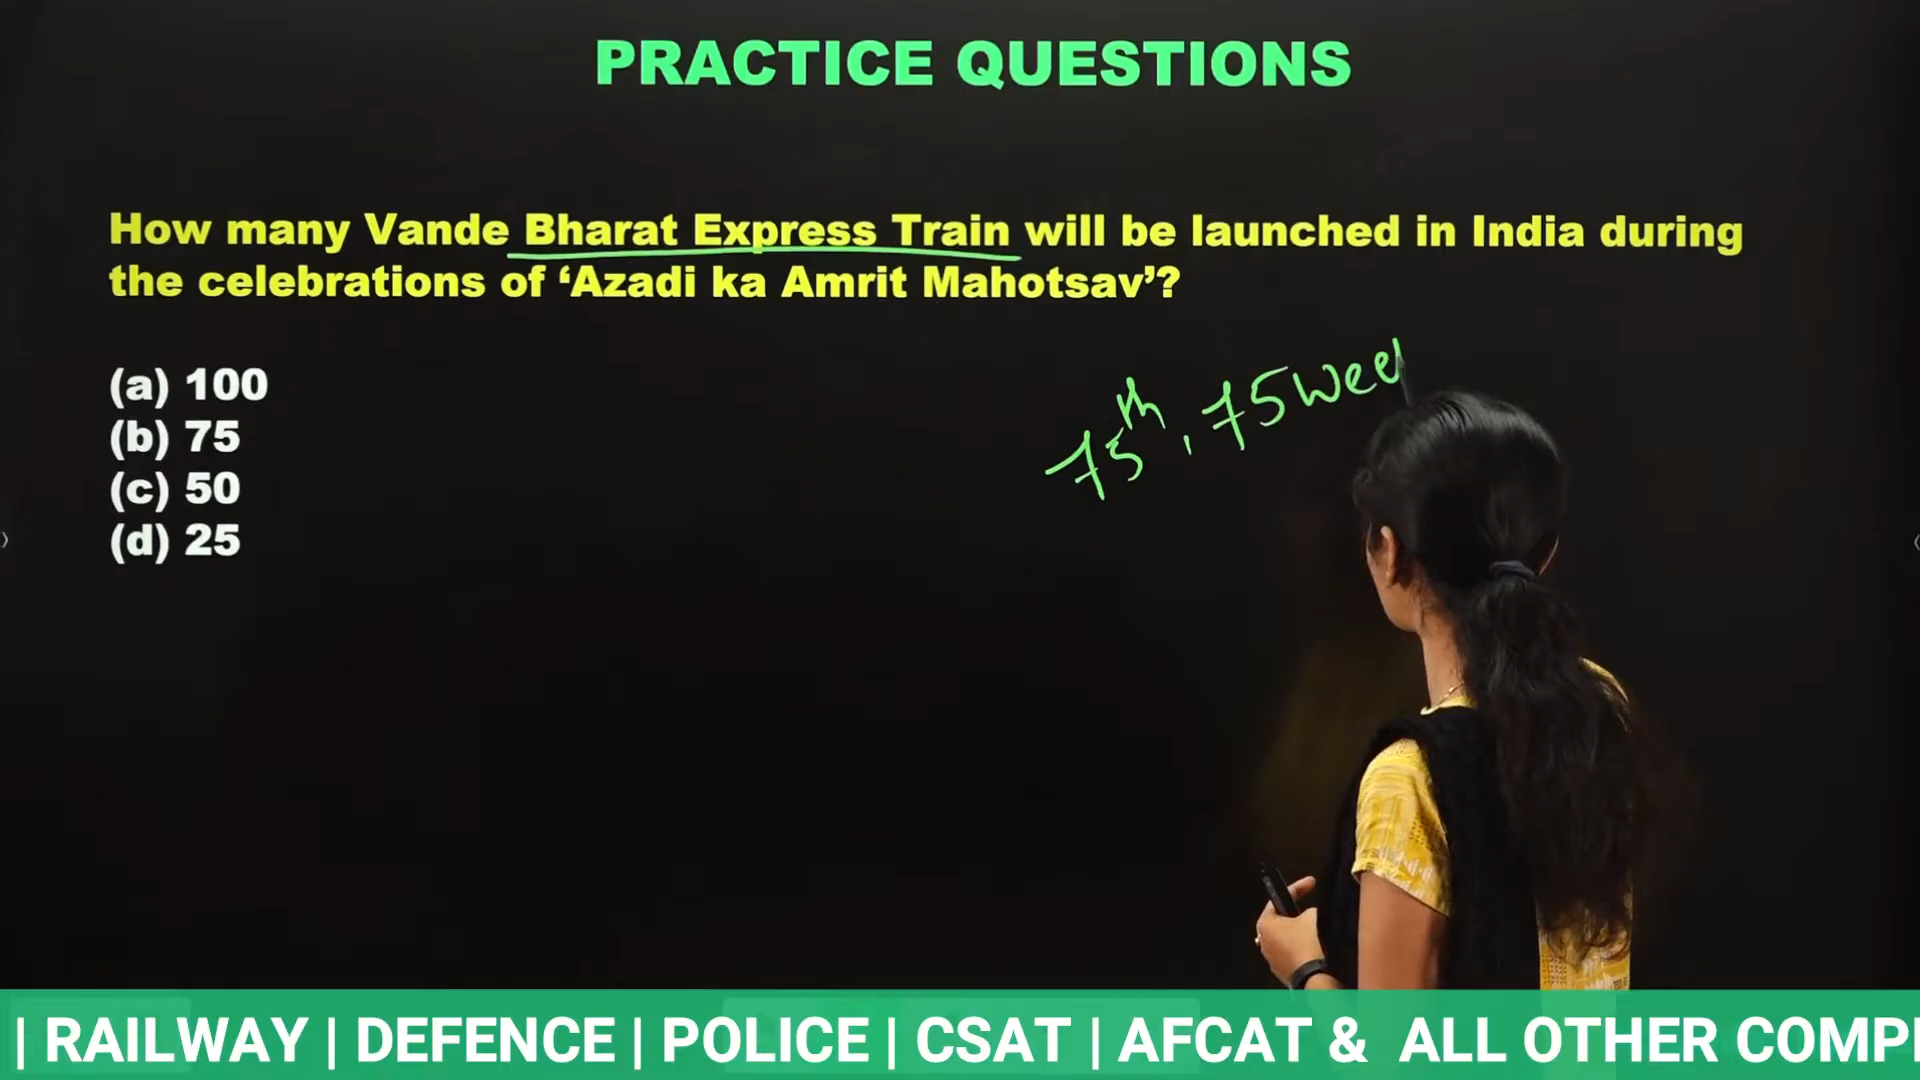 PRACTICE QUESTIONS
How many Vande Bharat Express Train will be launched in India during
the celebrations of ‘Azadi ka Amrit Mahotsav’?
(a) 100
(b) 75
(c) 50
(d) 25
75th, 75 wee
| RAILWAY | DEFENCE | POLICE | CSAT | AFCAT & ALL OTHER COMP